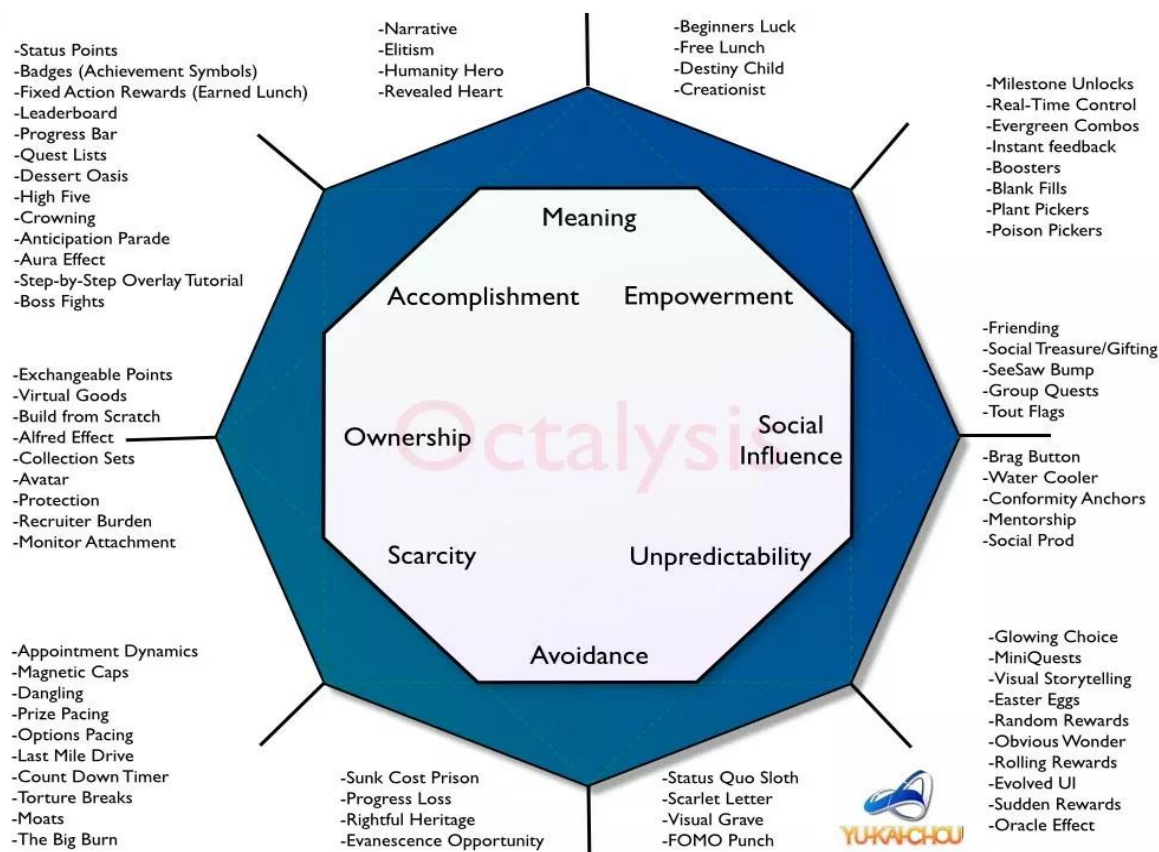 -Narrative
-Elitism
-Humanity Hero
-Revealed Heart
-Beginners Luck
-Free Lunch
-Destiny Child
-Creationist
-Status Points
-Badges (Achievement Symbols)
-Fixed Action Rewards (Earned Lunch)
-Leaderboard
-Progress Bar
-Quest Lists
-Dessert Oasis
-High Five
-Crowning
-Anticipation Parade
-Aura Effect
-Step-by-Step Overlay Tutorial
-Boss Fights
-Milestone Unlocks
-Real-Time Control
-Evergreen Combos
-Instant feedback
-Boosters
-Blank Fills
-Plant Pickers
-Poison Pickers
Meaning
Accomplishment
Empowerment
Ownership
Octalysis
Social
Influence
Scarcity
Unpredictability
Avoidance
-Exchangeable Points
-Virtual Goods
-Build from Scratch
-Alfred Effect
-Collection Sets
-Avatar
-Protection
-Recruiter Burden
-Monitor Attachment
-Friending
-Social Treasure/Gifting
-SeeSaw Bump
-Group Quests
-Tout Flags
-Brag Button
-Water Cooler
-Conformity Anchors
-Mentorship
-Social Prod
-Appointment Dynamics
-Magnetic Caps
-Dangling
-Prize Pacing
-Options Pacing
-Last Mile Drive
-Count Down Timer
-Torture Breaks
-Moats
-The Big Burn
-Sunk Cost Prison
-Progress Loss
-Rightful Heritage
-Evanescence Opportunity
-Status Quo Sloth
-Scarlet Letter
-Visual Grave
-FOMO Punch
YU-KAI-CHOU
-Glowing Choice
-MiniQuests
-Visual Storytelling
-Easter Eggs
-Random Rewards
-Obvious Wonder
-Rolling Rewards
-Evolved UI
-Sudden Rewards
-Oracle Effect